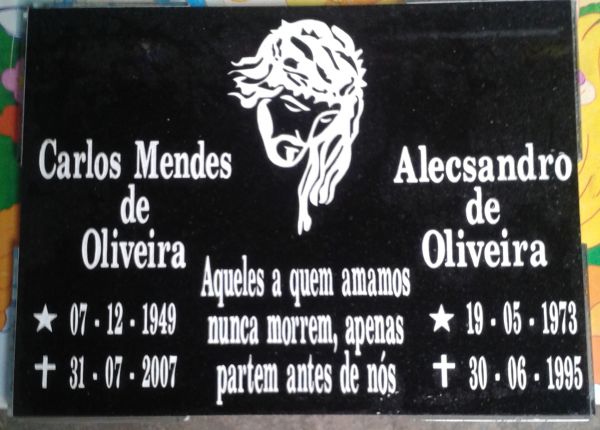 Carlos Mendes
de
Oliveira
★ 07 - 12 - 1949
✝ 31 - 07 - 2007
Aqueles a quem amamos
nunca morrem, apenas
partem antes de nós
Alecsandro
de
Oliveira
★ 19 - 05 - 1973
✝ 30 - 06 - 1995